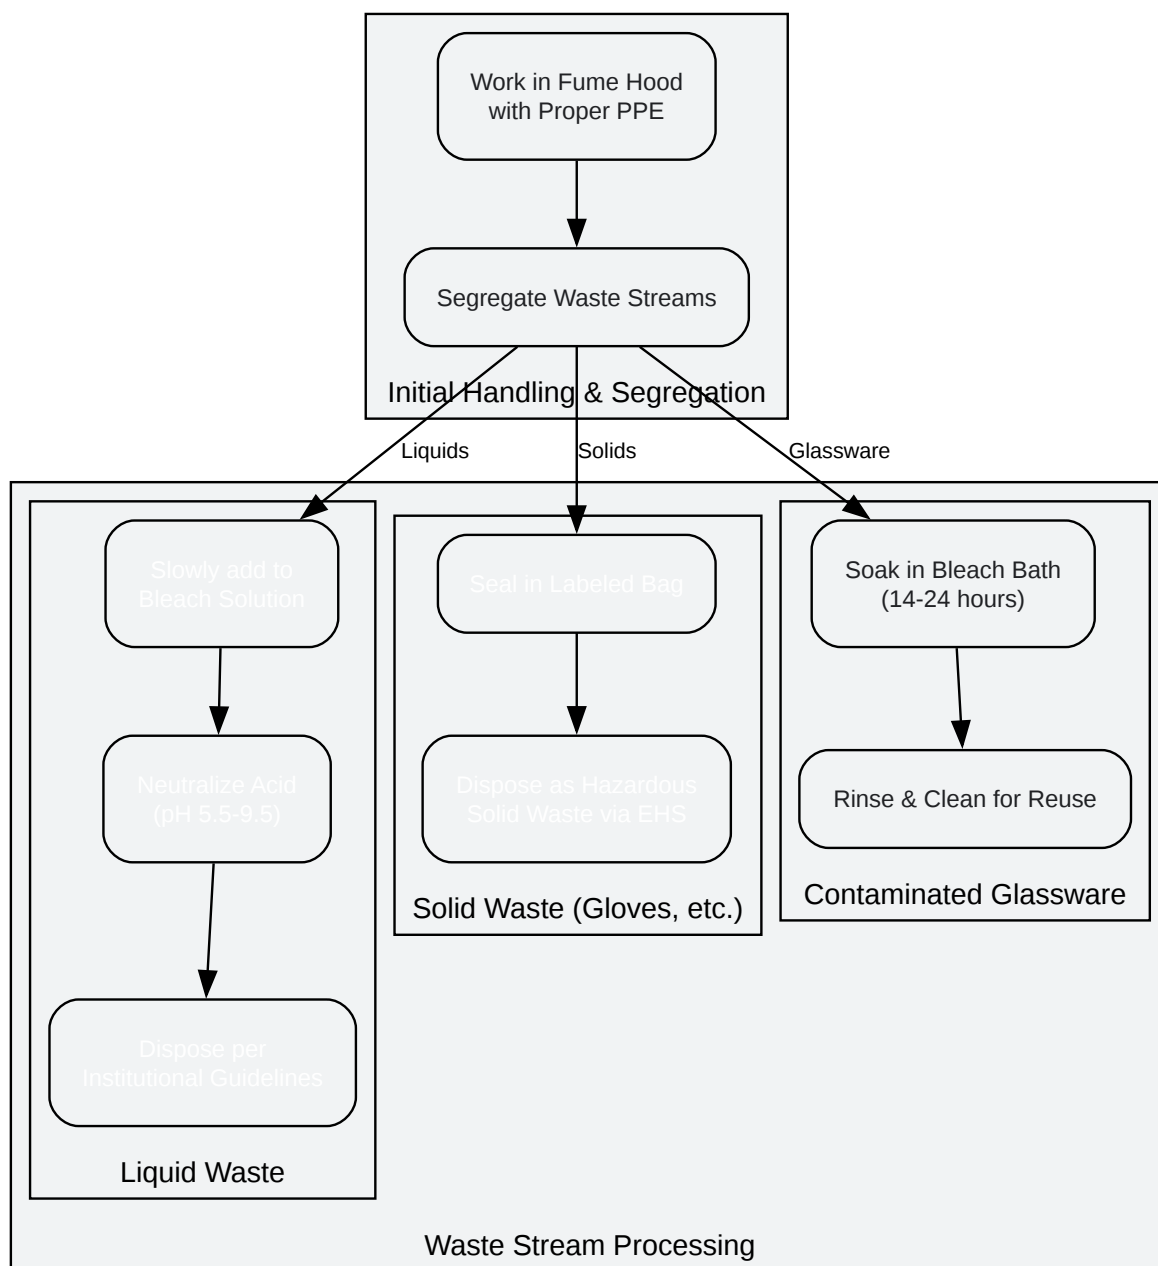 Work in Fume Hood
with Proper PPE
Segregate Waste Streams
Initial Handling & Segregation
Liquids
Solids
Glassware
Slowly add to
Bleach Solution
Neutralize Acid
(pH 5.5-9.5)
Dispose per
Institutional Guidelines
Liquid Waste
Seal in Labeled Bag
Dispose as Hazardous
Solid Waste via EHS
Solid Waste (Gloves, etc.)
Soak in Bleach Bath
(14-24 hours)
Rinse & Clean for Reuse
Contaminated Glassware
Waste Stream Processing